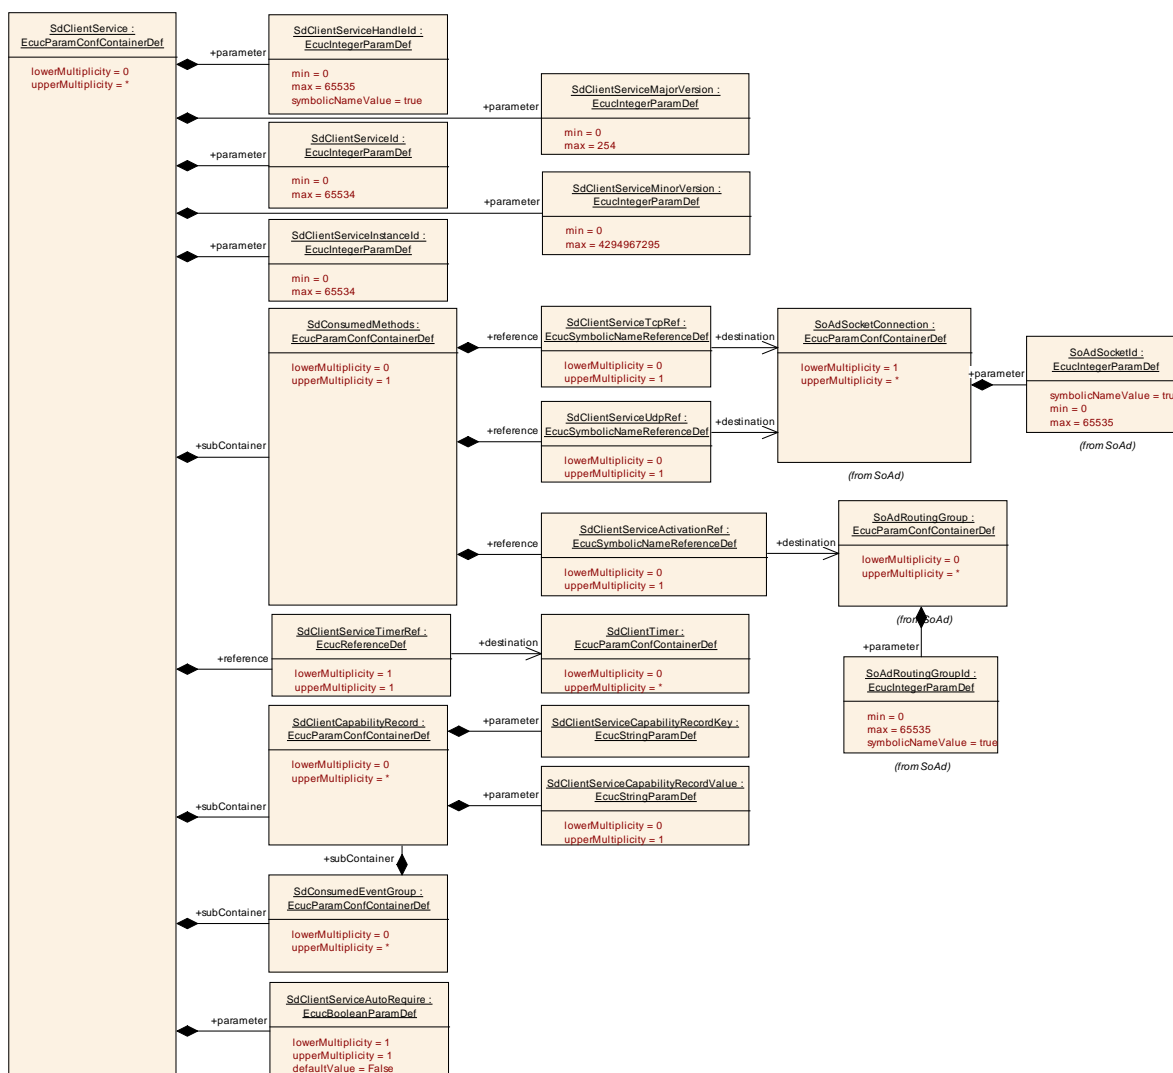 SdClientService :
EcucParamConfContainerDef
lowerMultiplicity = 0
upperMultiplicity = *
+parameter
SdClientServiceHandleId :
EcucIntegerParamDef
min = 0
max = 65535
symbolicNameValue = true
+parameter
SdClientServiceMajorVersion :
EcucIntegerParamDef
min = 0
max = 254
+parameter
SdClientServiceId :
EcucIntegerParamDef
min = 0
max = 65534
+parameter
SdClientServiceMinorVersion :
EcucIntegerParamDef
min = 0
max = 4294967295
+parameter
SdClientServiceInstanceId :
EcucIntegerParamDef
min = 0
max = 65534
+subContainer
SdConsumedMethods :
EcucParamConfContainerDef
lowerMultiplicity = 0
upperMultiplicity = 1
+reference
SdClientServiceTcpRef :
EcucSymbolicNameReferenceDef
lowerMultiplicity = 0
upperMultiplicity = 1
+destination
SoAdSocketConnection :
EcucParamConfContainerDef
lowerMultiplicity = 1
upperMultiplicity = *
(from SoAd)
+parameter
SoAdSocketId :
EcucIntegerParamDef
symbolicNameValue = tru
min = 0
max = 65535
(from SoAd)
+reference
SdClientServiceUdpRef :
EcucSymbolicNameReferenceDef
lowerMultiplicity = 0
upperMultiplicity = 1
+destination
+reference
SdClientServiceActivationRef :
EcucSymbolicNameReferenceDef
lowerMultiplicity = 0
upperMultiplicity = 1
+destination
SoAdRoutingGroup :
EcucParamConfContainerDef
lowerMultiplicity = 0
upperMultiplicity = *
(from SoAd)
+parameter
SoAdRoutingGroupId :
EcucIntegerParamDef
min = 0
max = 65535
symbolicNameValue = true
(from SoAd)
+reference
SdClientServiceTimerRef :
EcucReferenceDef
lowerMultiplicity = 1
upperMultiplicity = 1
+destination
SdClientTimer :
EcucParamConfContainerDef
lowerMultiplicity = 0
upperMultiplicity = *
+subContainer
SdClientCapabilityRecord :
EcucParamConfContainerDef
lowerMultiplicity = 0
upperMultiplicity = *
+parameter
SdClientServiceCapabilityRecordKey :
EcucStringParamDef
+parameter
SdClientServiceCapabilityRecordValue :
EcucStringParamDef
lowerMultiplicity = 0
upperMultiplicity = 1
+subContainer
+subContainer
SdConsumedEventGroup :
EcucParamConfContainerDef
lowerMultiplicity = 0
upperMultiplicity = *
+parameter
SdClientServiceAutoRequire :
EcucBooleanParamDef
lowerMultiplicity = 1
upperMultiplicity = 1
defaultValue = False